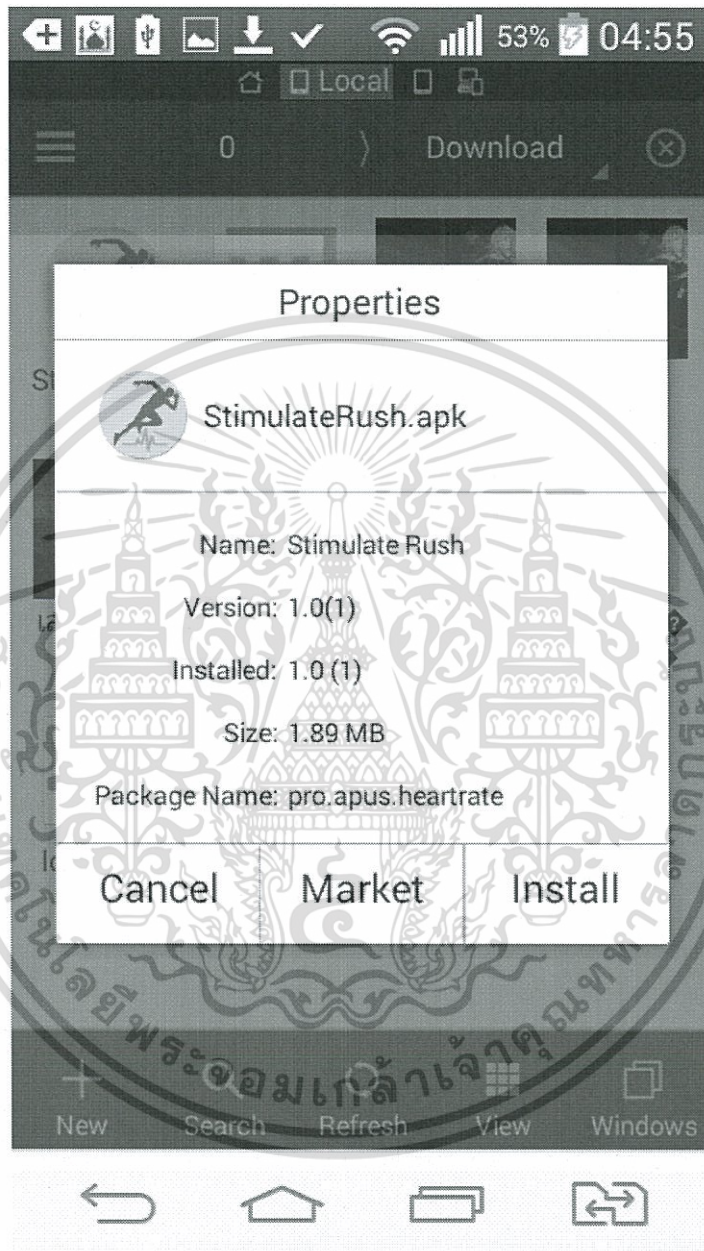 53% 04:55
Local
0 〉 Download
Properties
St
StimulateRush.apk
Name: Stimulate Rush
Version: 1.0(1)
Installed: 1.0 (1)
Size: 1.89 MB
Package Name: pro.apus.heartrate
Cancel Market Install
New Search Refresh View Windows